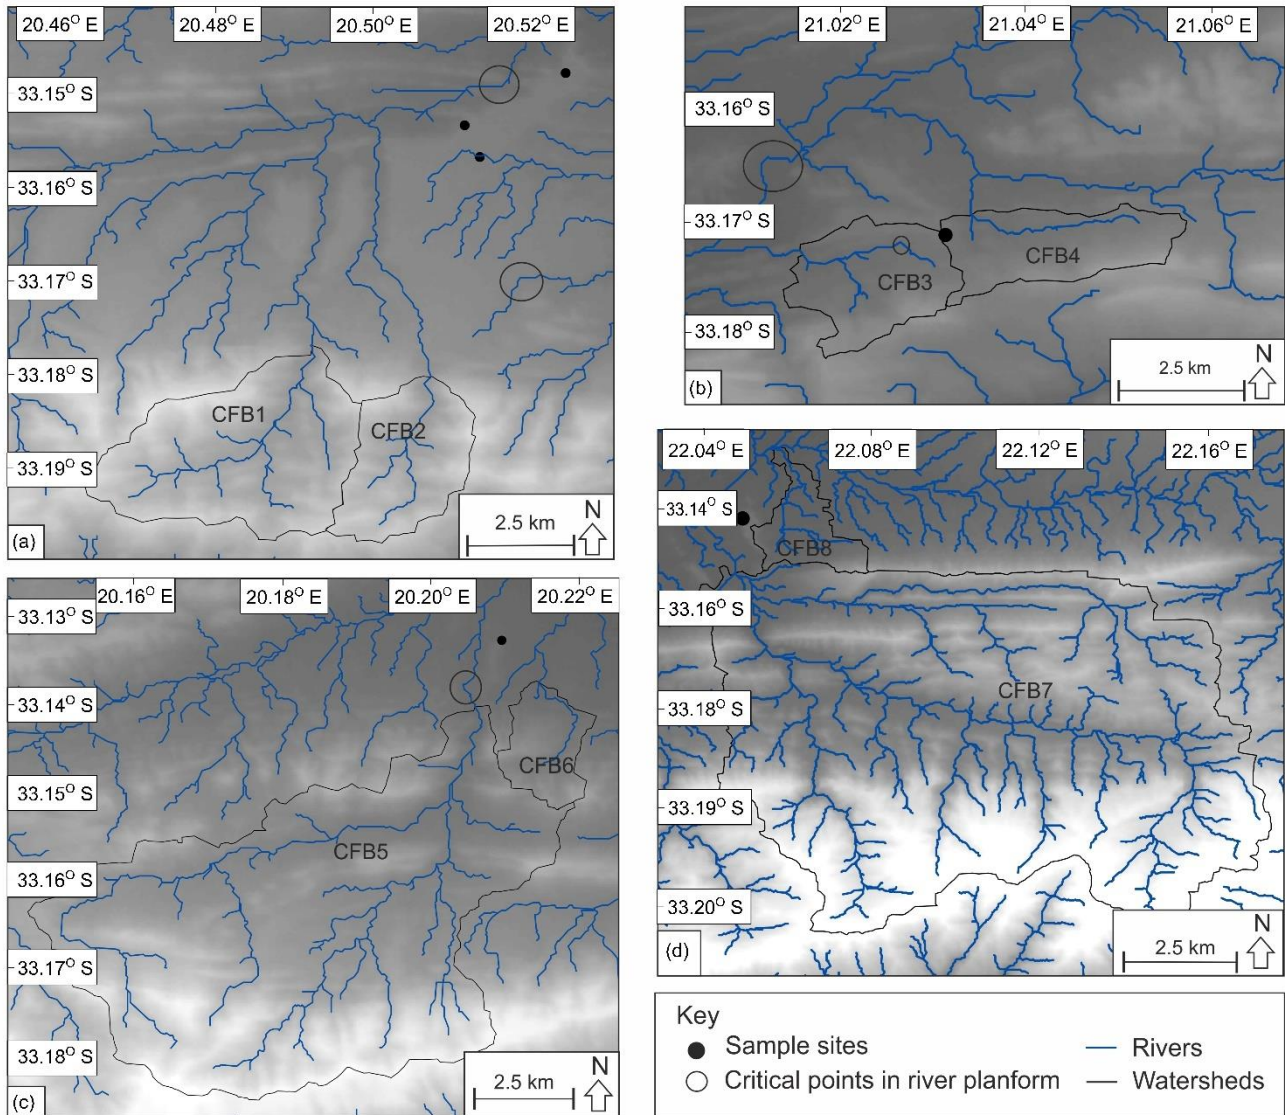 20.46° E 20.48° E 20.50° E 20.52° E
33.15° S
33.16° S
33.17° S
33.18° S
33.19° S
CFB1
CFB2
(a)
2.5 km
N
21.02° E 21.04° E 21.06° E
33.16° S
33.17° S
33.18° S
CFB3
CFB4
(b)
2.5 km
N
20.16° E 20.18° E 20.20° E 20.22° E
33.13° S
33.14° S
33.15° S
33.16° S
33.17° S
33.18° S
CFB6
CFB5
(c)
2.5 km
N
22.04° E 22.08° E 22.12° E 22.16° E
33.14° S
33.16° S
33.18° S
33.19° S
33.20° S
CFB8
CFB7
(d)
2.5 km
N
Key
Sample sites
Rivers
Critical points in river planform
Watersheds